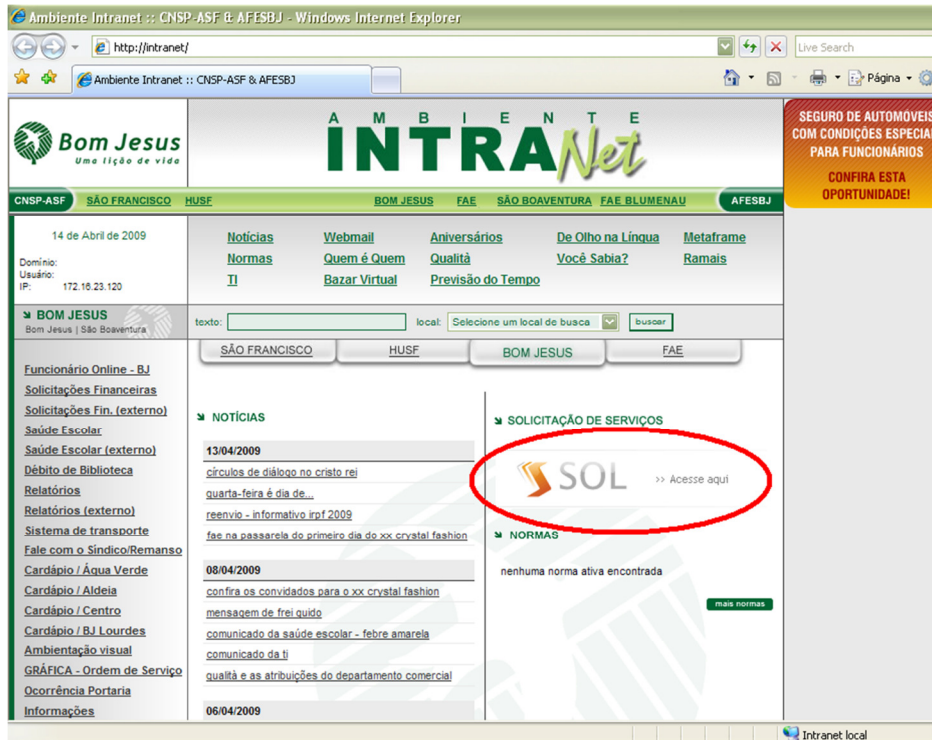 Ambiente Intranet :: CNSP-ASF & AFESBJ - Windows Internet Explorer
http://intranet/
Live Search
Ambiente Intranet :: CNSP-ASF & AFESBJ
Página
Bom Jesus
Uma lição de vida
AMBIENTE
INTRANet
SEGURO DE AUTOMÓVEIS
COM CONDIÇÕES ESPECIAI
PARA FUNCIONÁRIOS
CONFIRA ESTA
OPORTUNIDADE!
CNSP-ASF SÃO FRANCISCO HUSF BOM JESUS FAE SÃO BOAVENTURA FAE BLUMENAU AFESBJ
14 de Abril de 2009
Domínio:
Usuário:
IP: 172.16.23.120
Notícias Webmail Aniversários De Olho na Língua Metaframe
Normas Quem é Quem Qualità Você Sabia? Ramais
TI Bazar Virtual Previsão do Tempo
BOM JESUS
Bom Jesus | São Boaventura
texto: local: Selecione um local de busca buscar
SÃO FRANCISCO HUSF BOM JESUS FAE
Funcionário Online - BJ
Solicitações Financeiras
Solicitações Fin. (externo)
Saúde Escolar
Saúde Escolar (externo)
Débito de Biblioteca
Relatórios
Relatórios (externo)
Sistema de transporte
Fale com o Síndico/Remanso
Cardápio / Água Verde
Cardápio / Aldeia
Cardápio / Centro
Cardápio / BJ Lourdes
Ambientação visual
GRÁFICA - Ordem de Serviço
Ocorrência Portaria
Informações
NOTÍCIAS
13/04/2009
círculos de diálogo no cristo rei
quarta-feira é dia de...
reenvio - informativo irpf 2009
fae na passarela do primeiro dia do xx crystal fashion
08/04/2009
confira os convidados para o xx crystal fashion
mensagem de frei guido
comunicado da saúde escolar - febre amarela
comunicado da ti
qualità e as atribuições do departamento comercial
06/04/2009
SOLICITAÇÃO DE SERVIÇOS
SOL >> Acesse aqui
NORMAS
nenhuma norma ativa encontrada
mais normas
Intranet local